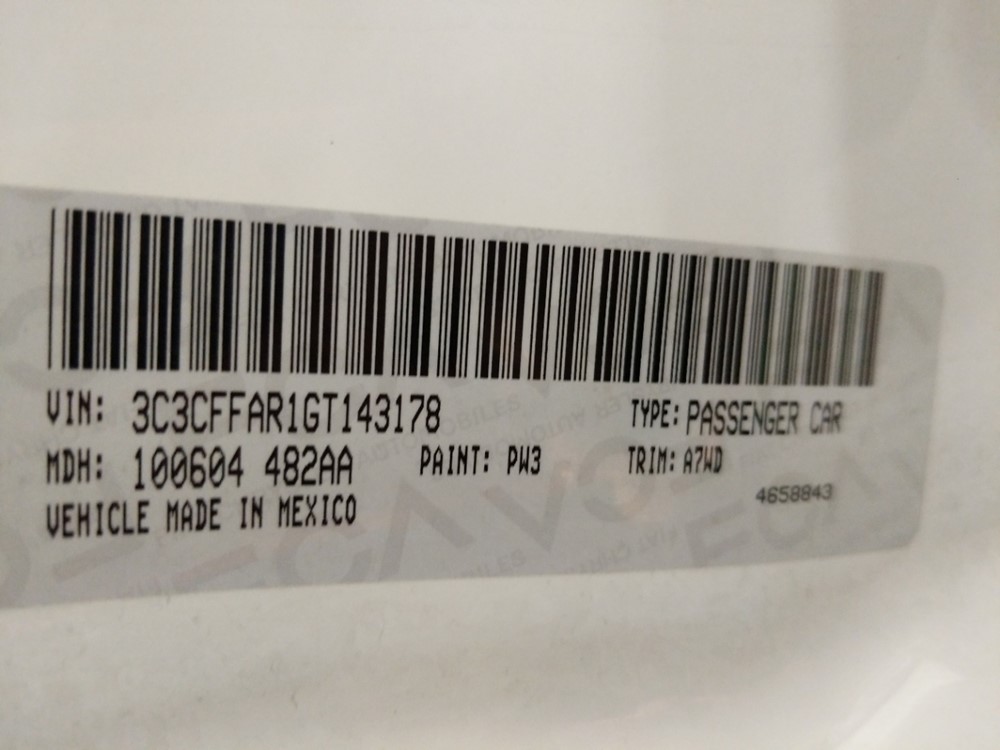 VIN: 3C3CFFAR1GT143178 TYPE: PASSENGER CAR
MDH: 100604 482AA PAINT: PW3 TRIM: A7WD
4658843
VEHICLE MADE IN MEXICO